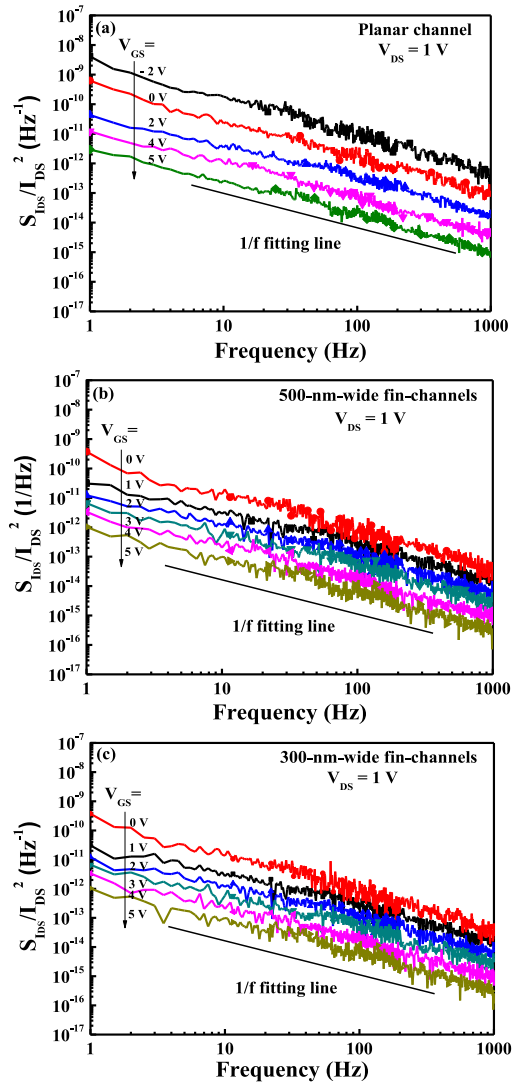 (a)
Planar channel
V_DS = 1 V
V_GS=
- 2 V
0 V
2 V
4 V
5 V
1/f fitting line
10^-7
10^-8
10^-9
10^-10
10^-11
10^-12
10^-13
10^-14
10^-15
10^-16
10^-17
S_IDS/I_DS^2 (Hz^-1)
1 10 100 1000
Frequency (Hz)
(b)
500-nm-wide fin-channels
V_DS = 1 V
V_GS=
0 V
1 V
2 V
3 V
4 V
5 V
1/f fitting line
10^-7
10^-8
10^-9
10^-10
10^-11
10^-12
10^-13
10^-14
10^-15
10^-16
10^-17
S_IDS/I_DS^2 (1/Hz)
1 10 100 1000
Frequency (Hz)
(c)
300-nm-wide fin-channels
V_DS = 1 V
V_GS=
0 V
1 V
2 V
3 V
4
5 V
1/f fitting line
10^-7
10^-8
10^-9
10^-10
10^-11
10^-12
10^-13
10^-14
10^-15
10^-16
10^-17
S_IDS/I_DS^2 (Hz^-1)
1 10 100 1000
Frequency (Hz)